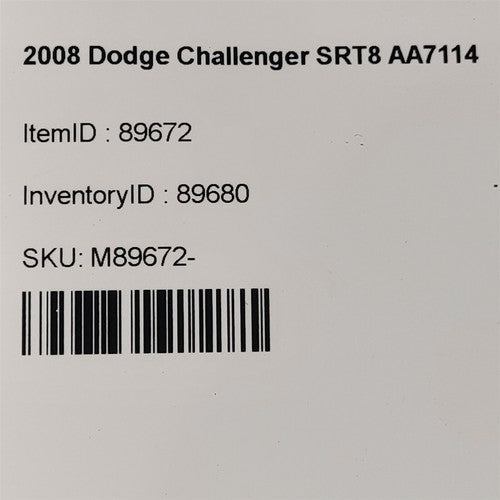 2008 Dodge Challenger SRT8 AA7114
ItemID : 89672
InventoryID : 89680
SKU: M89672-